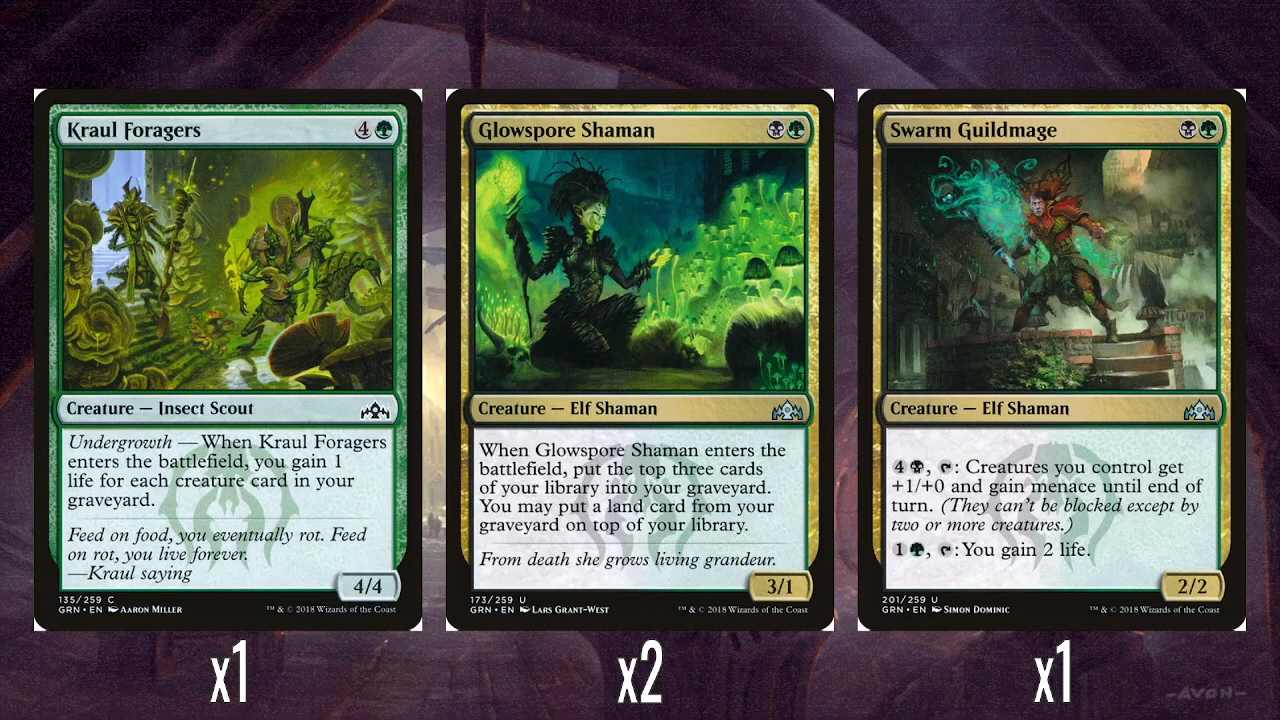 Kraul Foragers
4
Creature — Insect Scout
Undergrowth — When Kraul Foragers
enters the battlefield, you gain 1
life for each creature card in your
graveyard.
Feed on food, you eventually rot. Feed
on rot, you live forever.
—Kraul saying
4/4
135/259 C
GRN • EN AARON MILLER
™ & © 2018 Wizards of the Coast
x1
Glowspore Shaman
Creature — Elf Shaman
When Glowspore Shaman enters the
battlefield, put the top three cards
of your library into your graveyard.
You may put a land card from your
graveyard on top of your library.
From death she grows living grandeur.
3/1
173/259 U
GRN • EN LARS GRANT-WEST
™ & © 2018 Wizards of the Coast
x2
Swarm Guildmage
Creature — Elf Shaman
4, : Creatures you control get
+1/+0 and gain menace until end of
turn. (They can't be blocked except by
two or more creatures.)
1, : You gain 2 life.
2/2
201/259 U
GRN • EN SIMON DOMINIC
™ & © 2018 Wizards of the Coast
x1
-AVON-